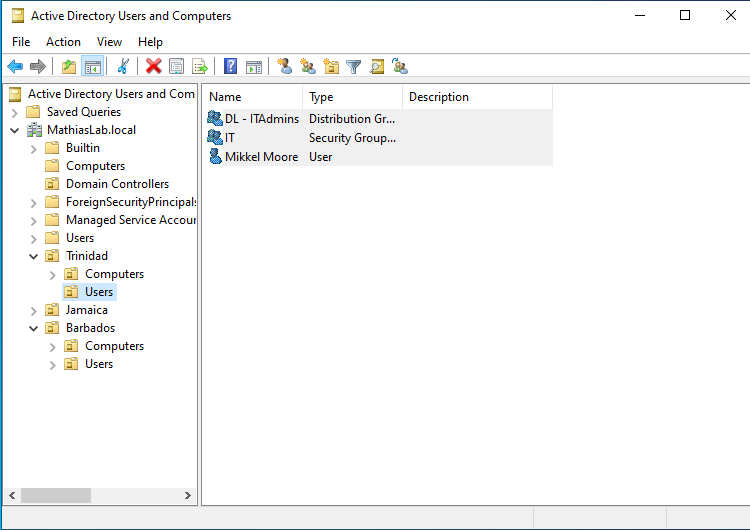 Active Directory Users and Computers
File Action View Help
Active Directory Users and Com
Saved Queries
MathiasLab.local
Builtin
Computers
Domain Controllers
ForeignSecurityPrincipals
Managed Service Accour
Users
Trinidad
Computers
Users
Jamaica
Barbados
Computers
Users
Name Type Description
DL - ITAdmins Distribution Gr...
IT Security Group...
Mikkel Moore User